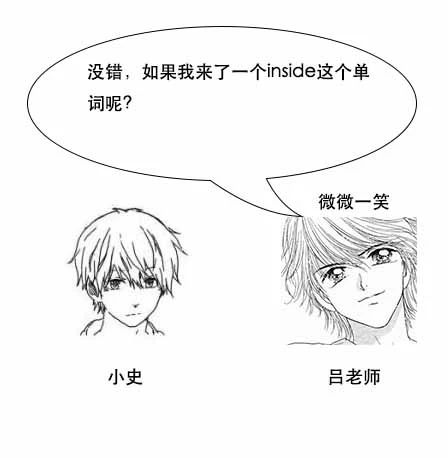 没错，如果我来了一个inside这个单
词呢？
微微一笑
小史
吕老师